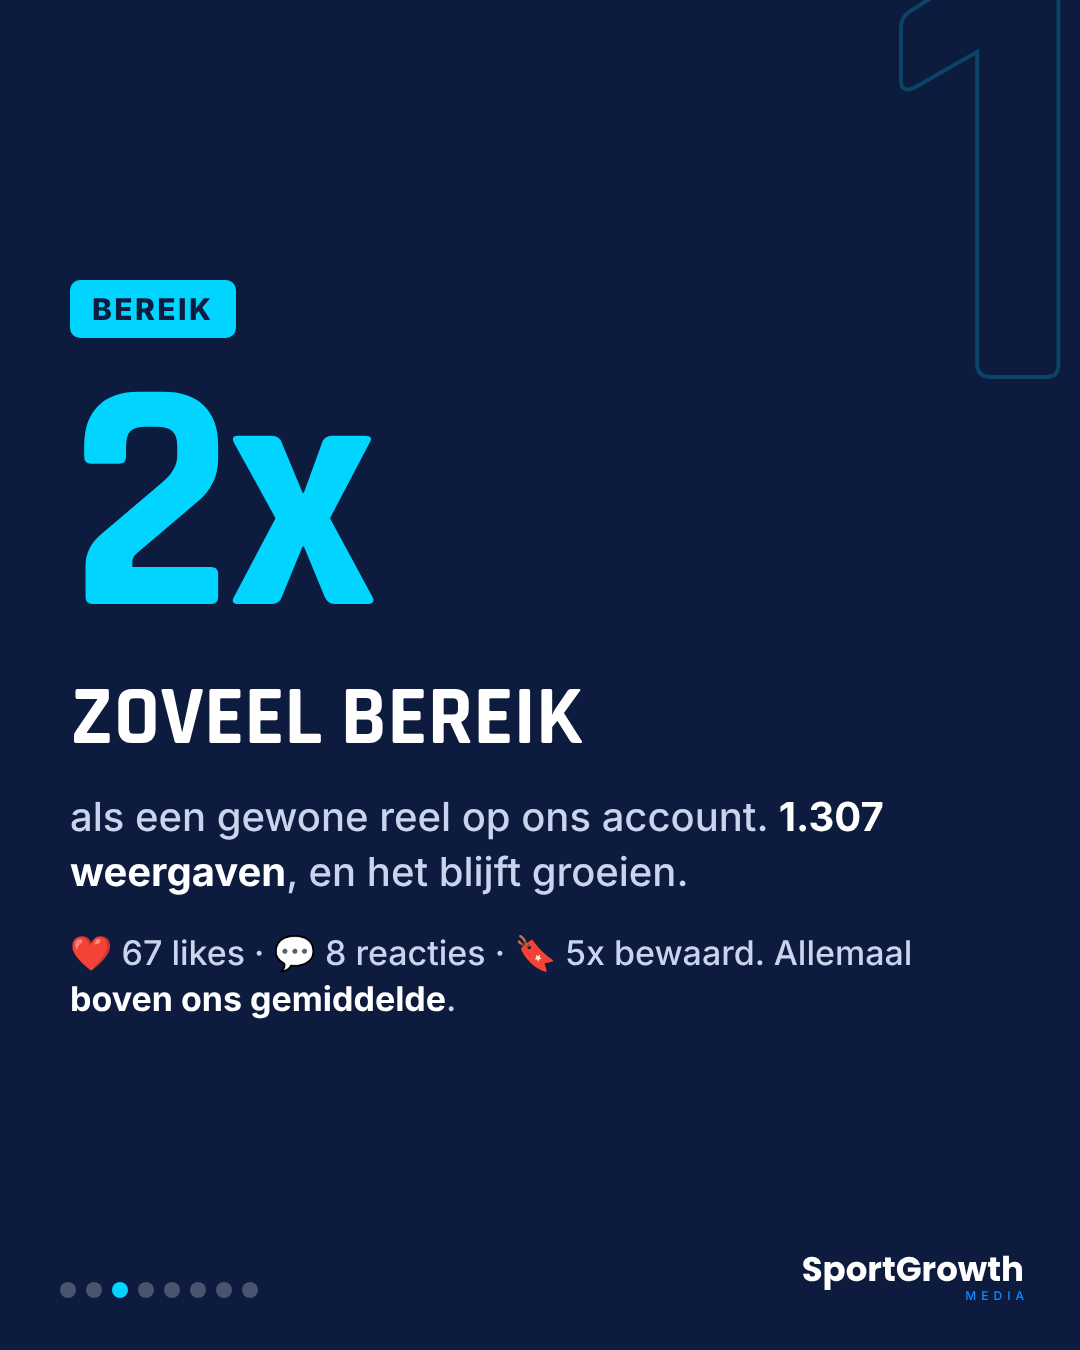 1
BEREIK
2x
ZOVEEL BEREIK
als een gewone reel op ons account. 1.307
weergaven, en het blijft groeien.
❤️ 67 likes · 💬 8 reacties · 🔖 5x bewaard. Allemaal
boven ons gemiddelde.
SportGrowth
MEDIA